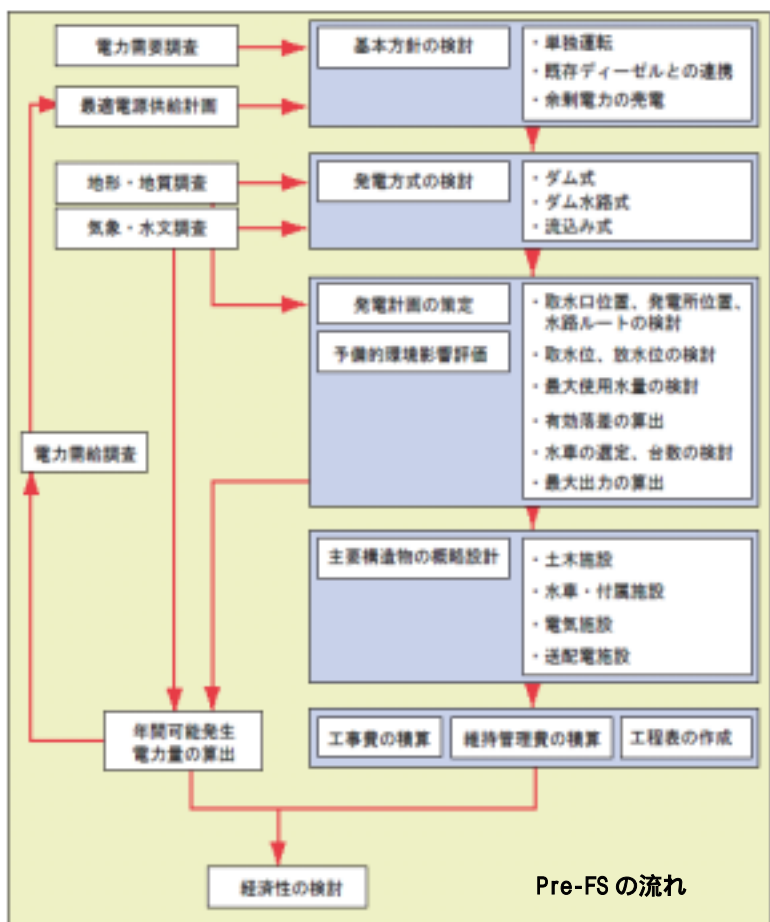 電力需要調査
最適電源供給計画
基本方針の検討
・単独運転
・既存ディーゼルとの連携
・余剰電力の売電
地形・地質調査
気象・水文調査
発電方式の検討
・ダム式
・ダム水路式
・流込み式
発電計画の策定
予備的環境影響評価
・取水口位置、発電所位置、
水路ルートの検討
・取水位、放水位の検討
・最大使用水量の検討
・有効落差の算出
・水車の選定、台数の検討
・最大出力の算出
電力需給調査
主要構造物の概略設計
・土木施設
・水車・付属施設
・電気施設
・送配電施設
年間可能発生
電力量の算出
工事費の積算
維持管理費の積算
工程表の作成
経済性の検討
Pre-FSの流れ